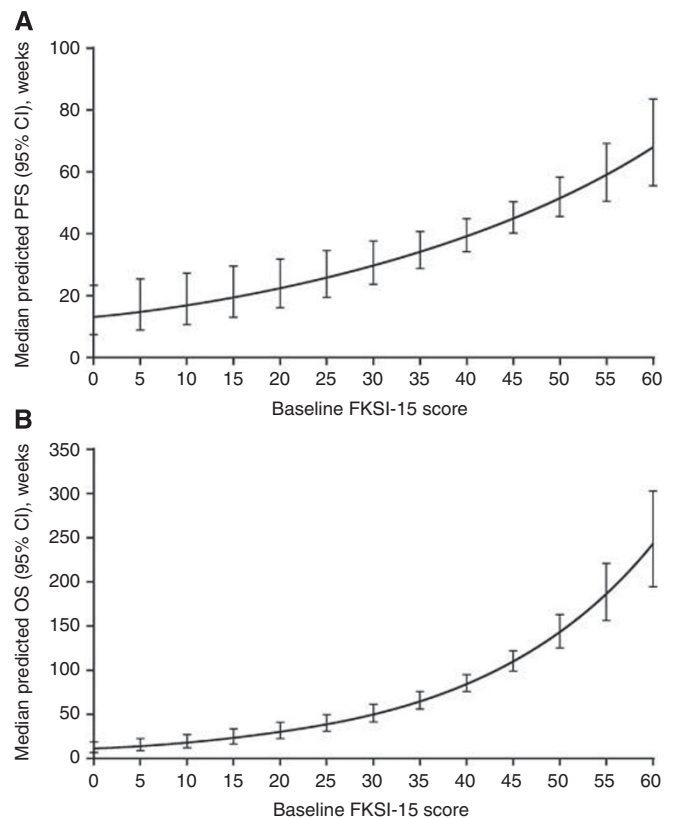 A
Median predicted PFS (95% CI), weeks
100
80
60
40
20
0
0 5 10 15 20 25 30 35 40 45 50 55 60
Baseline FKSI-15 score
B
Median predicted OS (95% CI), weeks
350
300
250
200
150
100
50
0
0 5 10 15 20 25 30 35 40 45 50 55 60
Baseline FKSI-15 score